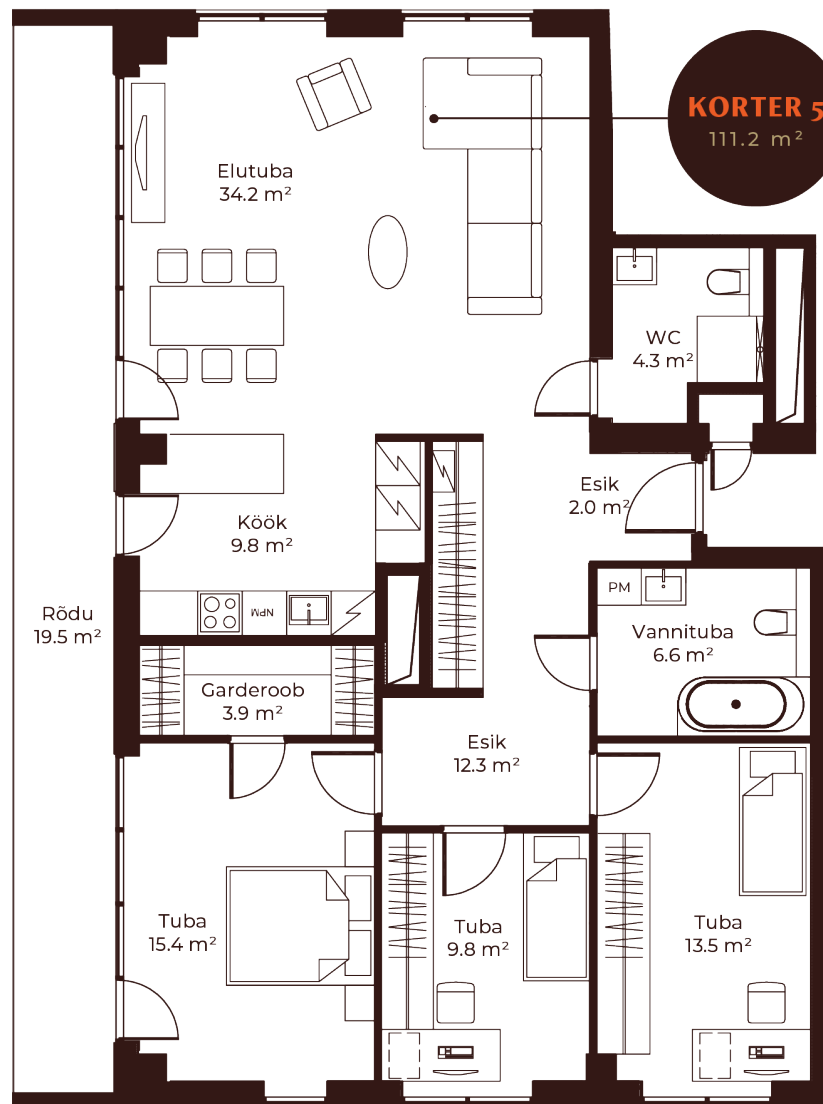 KORTER 5
111.2 m²
Elutuba
34.2 m²
WC
4.3 m²
Esik
2.0 m²
Köök
9.8 m²
NPM
PM
Rõdu
19.5 m²
Vannituba
6.6 m²
Garderoob
3.9 m²
Esik
12.3 m²
Tuba
15.4 m²
Tuba
9.8 m²
Tuba
13.5 m²